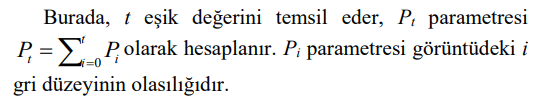 Burada, t eşik değerini temsil eder, Pₜ parametresi
Pₜ = ∑ᵢ₌₀ᵗ Pᵢ olarak hesaplanır. Pᵢ parametresi görüntüdeki i
gri düzeyinin olasılığıdır.